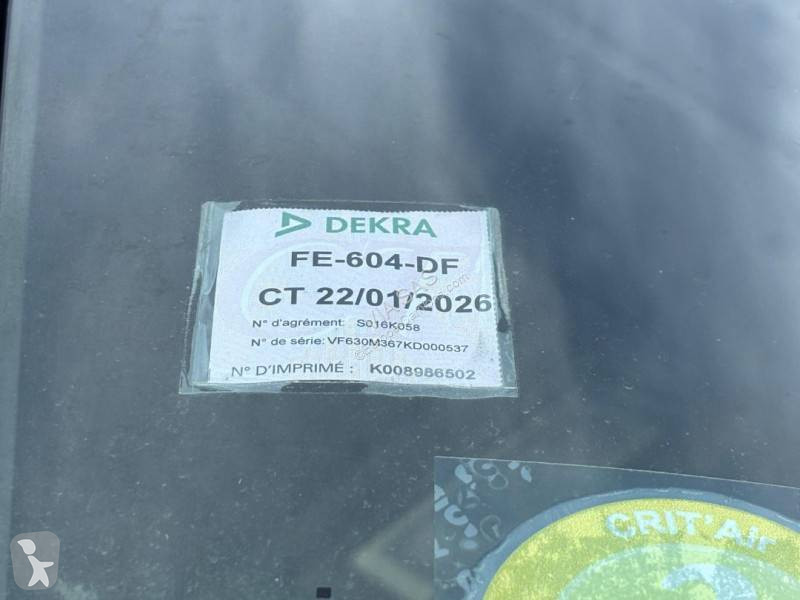 DEKRA
FE-604-DF
CT 22/01/2026
N° d'agrément: S016K058
N° de série: VF630M367KD000537
N° D'IMPRIMÉ : K008986502
CRIT'Air